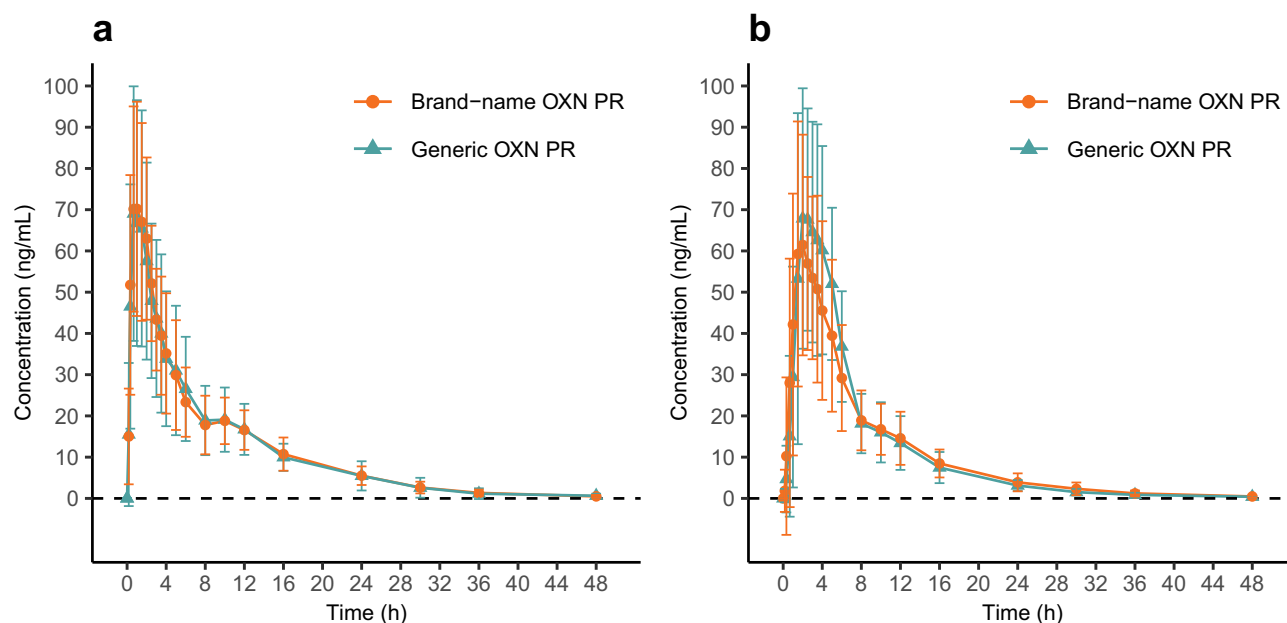 a
100
90
80
70
60
50
40
30
20
10
0
Concentration (ng/mL)
Brand−name OXN PR
Generic OXN PR
0 4 8 12 16 20 24 28 32 36 40 44 48
Time (h)
b
100
90
80
70
60
50
40
30
20
10
0
Concentration (ng/mL)
Brand−name OXN PR
Generic OXN PR
0 4 8 12 16 20 24 28 32 36 40 44 48
Time (h)